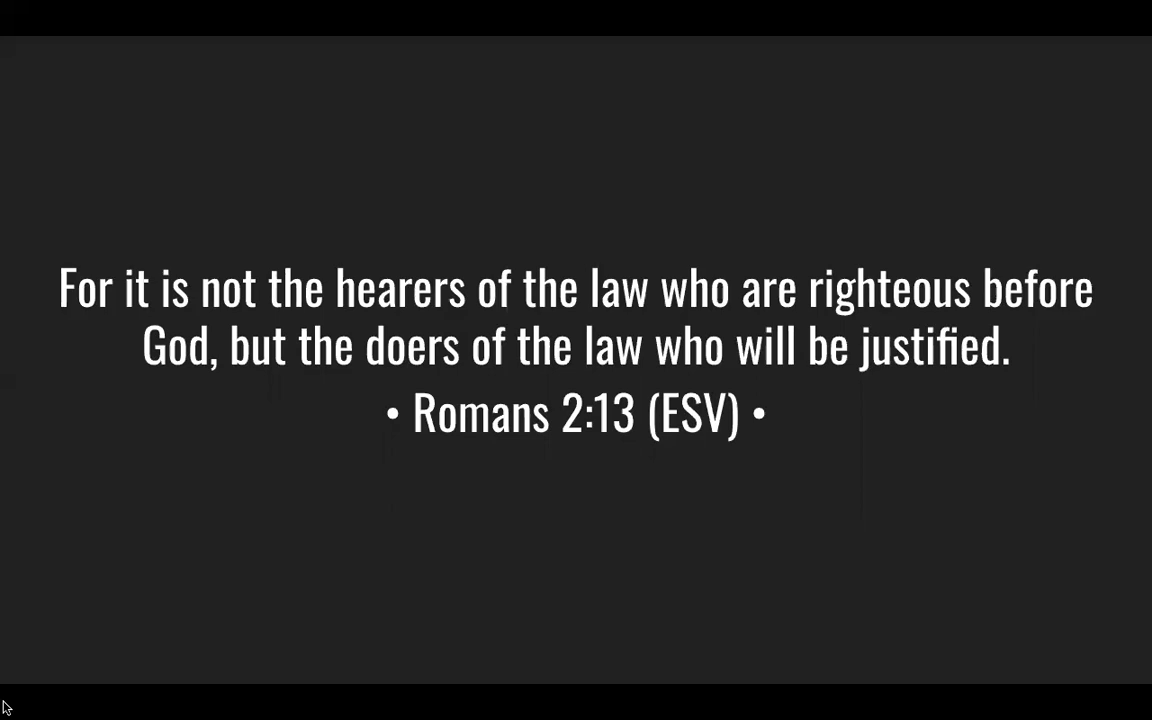 For it is not the hearers of the law who are righteous before
God, but the doers of the law who will be justified.
• Romans 2:13 (ESV) •